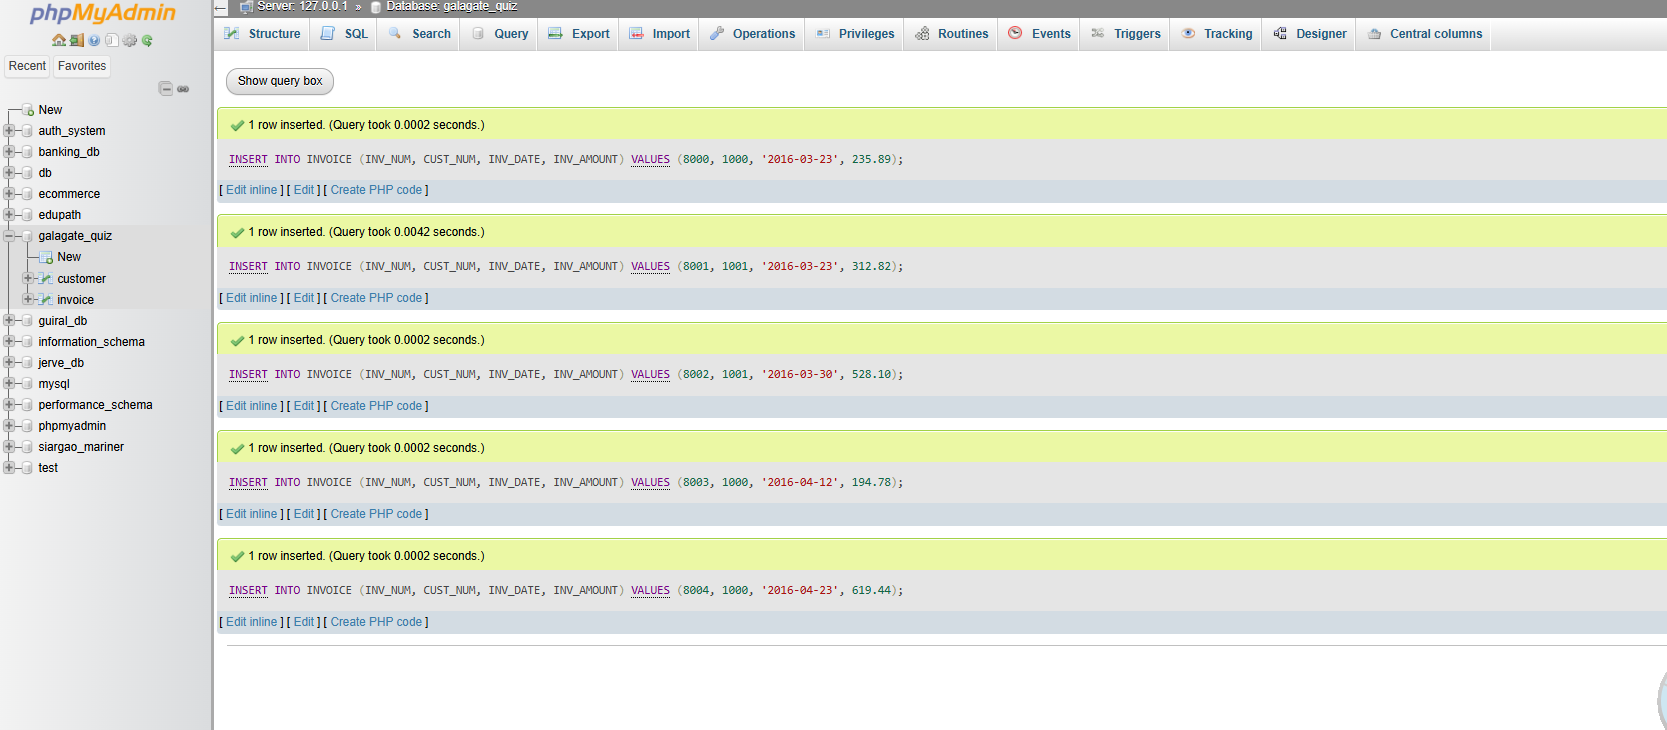 phpMyAdmin
Recent Favorites
New
auth_system
banking_db
db
ecommerce
edupath
galagate_quiz
New
customer
invoice
guiral_db
information_schema
jerve_db
mysql
performance_schema
phpmyadmin
siargao_mariner
test
Server: 127.0.0.1 » Database: galagate_quiz
Structure SQL Search Query Export Import Operations Privileges Routines Events Triggers Tracking Designer Central columns
Show query box
1 row inserted. (Query took 0.0002 seconds.)
INSERT INTO INVOICE (INV_NUM, CUST_NUM, INV_DATE, INV_AMOUNT) VALUES (8000, 1000, '2016-03-23', 235.89);
[ Edit inline ] [ Edit ] [ Create PHP code ]
1 row inserted. (Query took 0.0042 seconds.)
INSERT INTO INVOICE (INV_NUM, CUST_NUM, INV_DATE, INV_AMOUNT) VALUES (8001, 1001, '2016-03-23', 312.82);
[ Edit inline ] [ Edit ] [ Create PHP code ]
1 row inserted. (Query took 0.0002 seconds.)
INSERT INTO INVOICE (INV_NUM, CUST_NUM, INV_DATE, INV_AMOUNT) VALUES (8002, 1001, '2016-03-30', 528.10);
[ Edit inline ] [ Edit ] [ Create PHP code ]
1 row inserted. (Query took 0.0002 seconds.)
INSERT INTO INVOICE (INV_NUM, CUST_NUM, INV_DATE, INV_AMOUNT) VALUES (8003, 1000, '2016-04-12', 194.78);
[ Edit inline ] [ Edit ] [ Create PHP code ]
1 row inserted. (Query took 0.0002 seconds.)
INSERT INTO INVOICE (INV_NUM, CUST_NUM, INV_DATE, INV_AMOUNT) VALUES (8004, 1000, '2016-04-23', 619.44);
[ Edit inline ] [ Edit ] [ Create PHP code ]